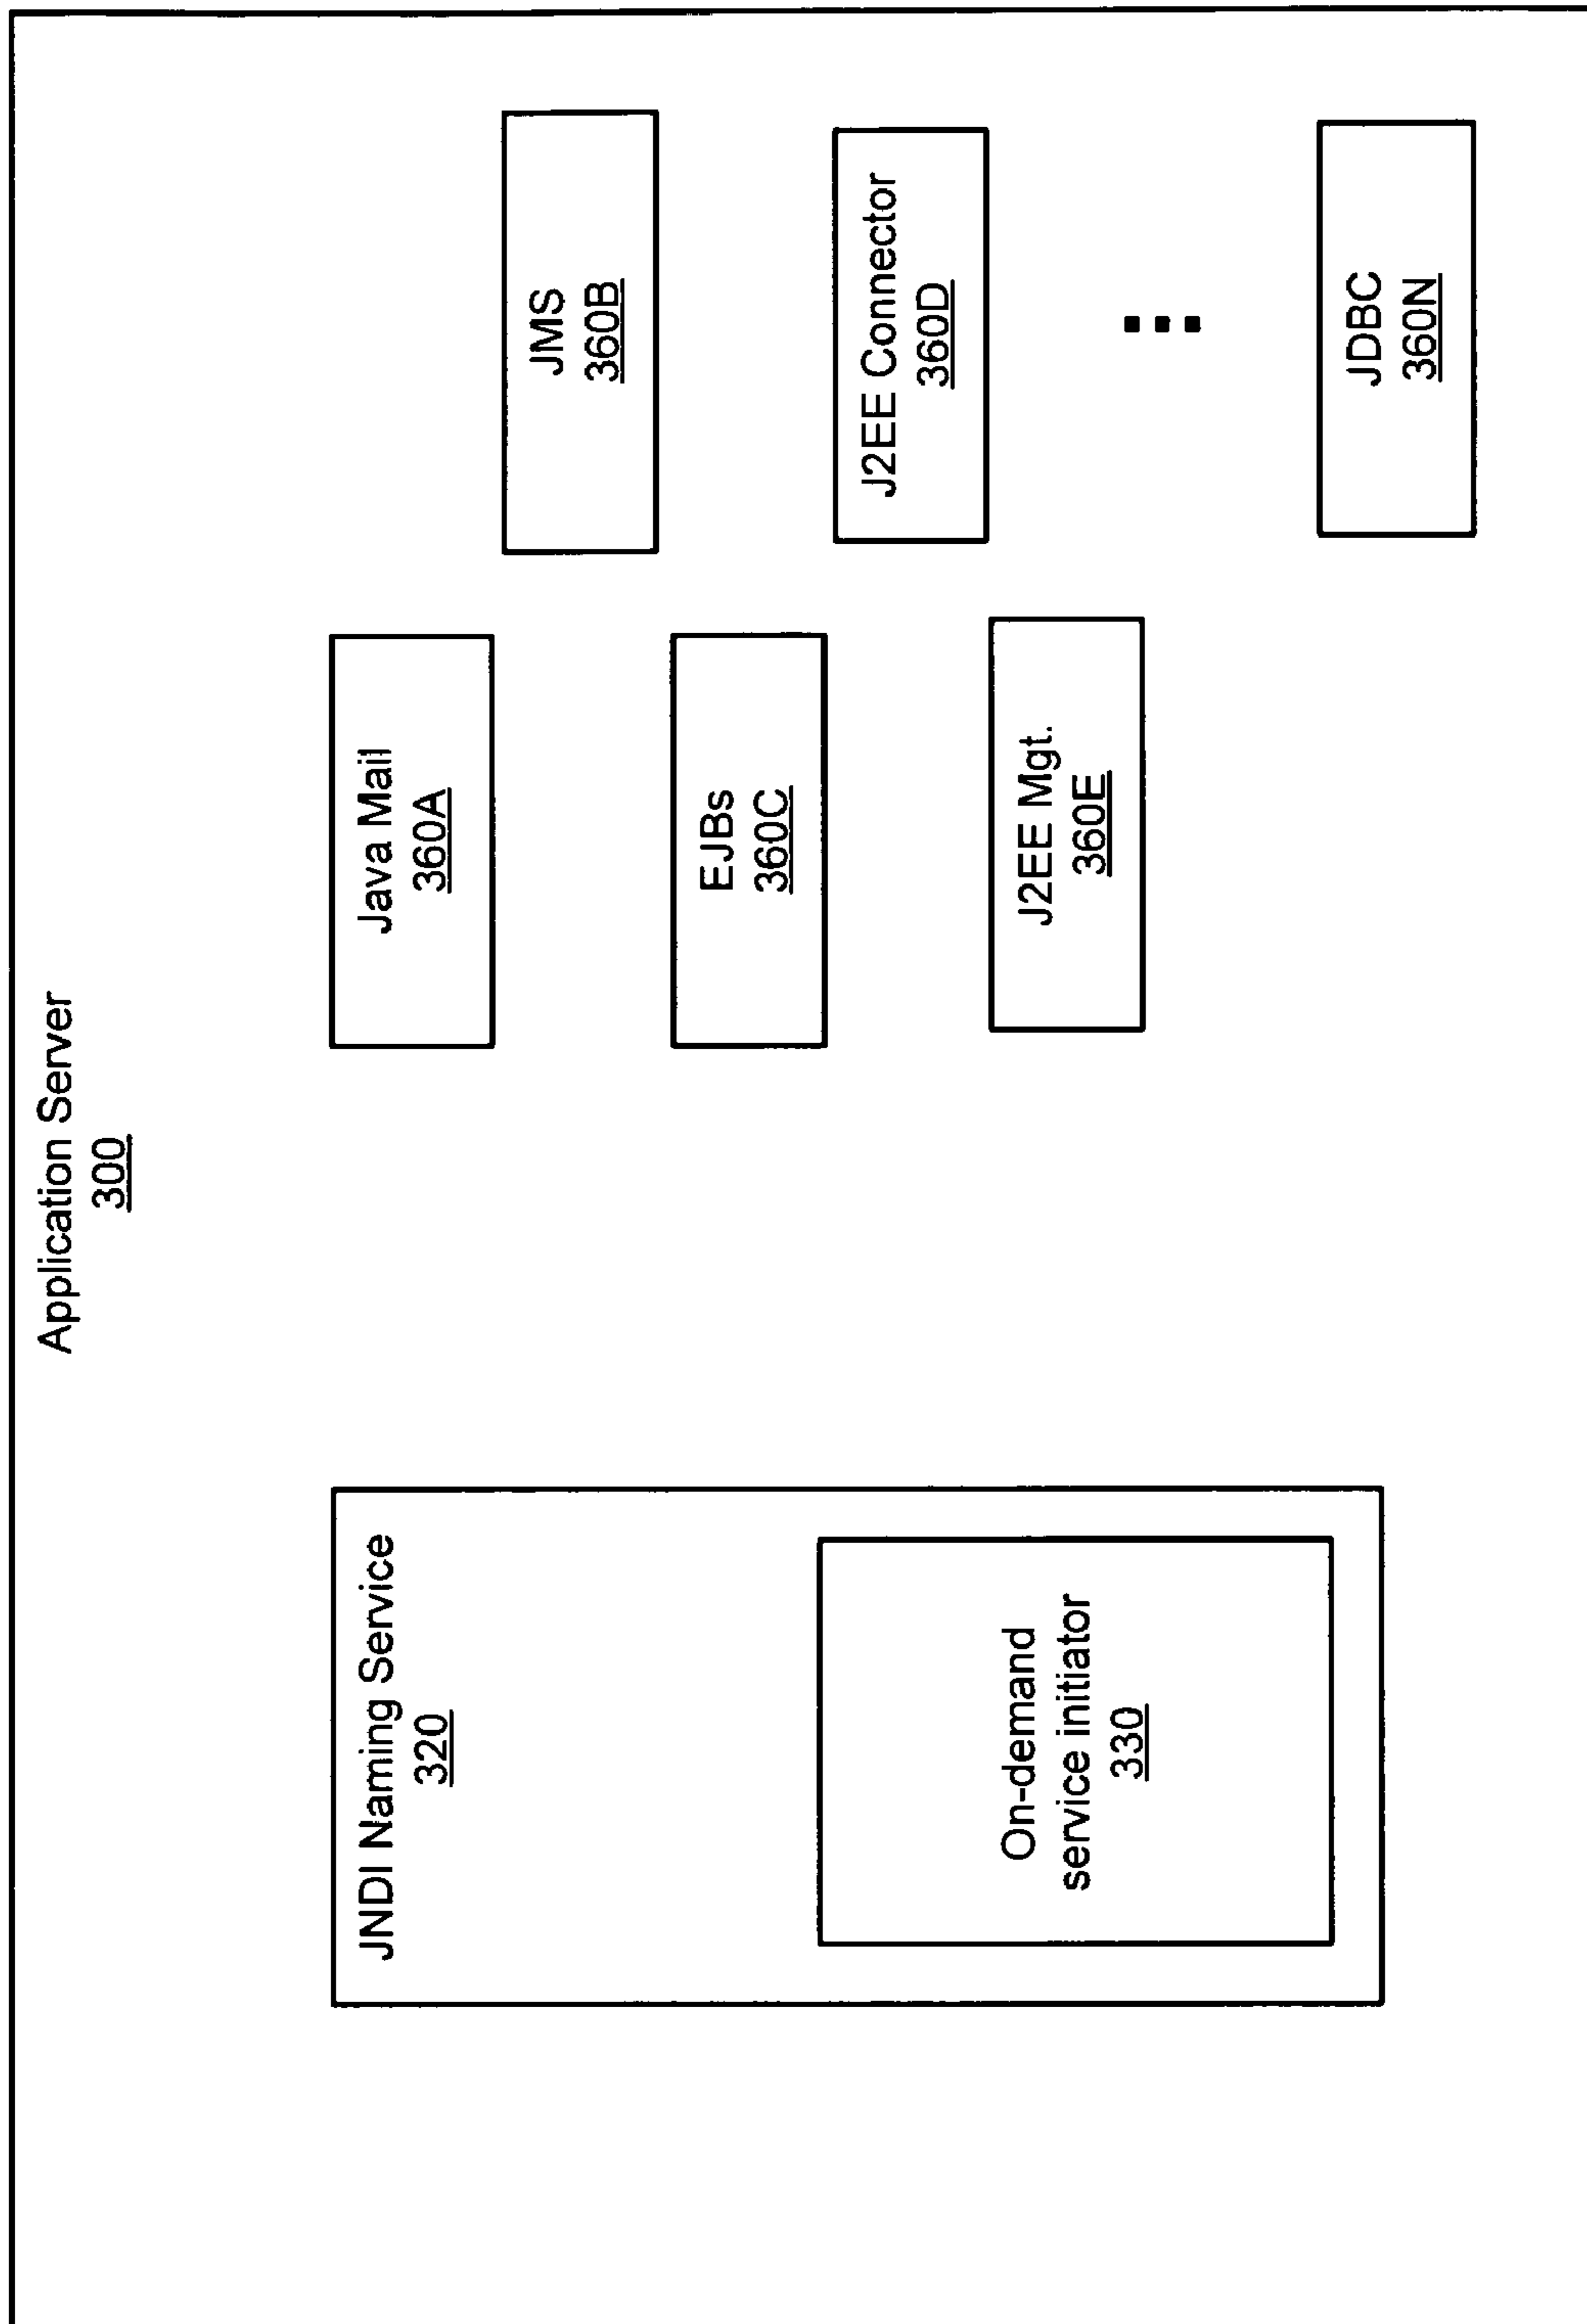 Application Server
300
JNDI Naming Service
320
On-demand
service initiator
330
Java Mail
360A
JMS
360B
EJBs
360C
J2EE Connector
360D
J2EE Mgt.
360E
JDBC
360N